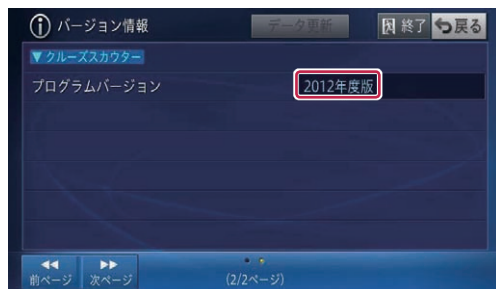 バージョン情報
データ更新
終了
戻る
▼クルーズスカウター
プログラムバージョン
2012年度版
前ページ
次ページ
(2/2ページ)